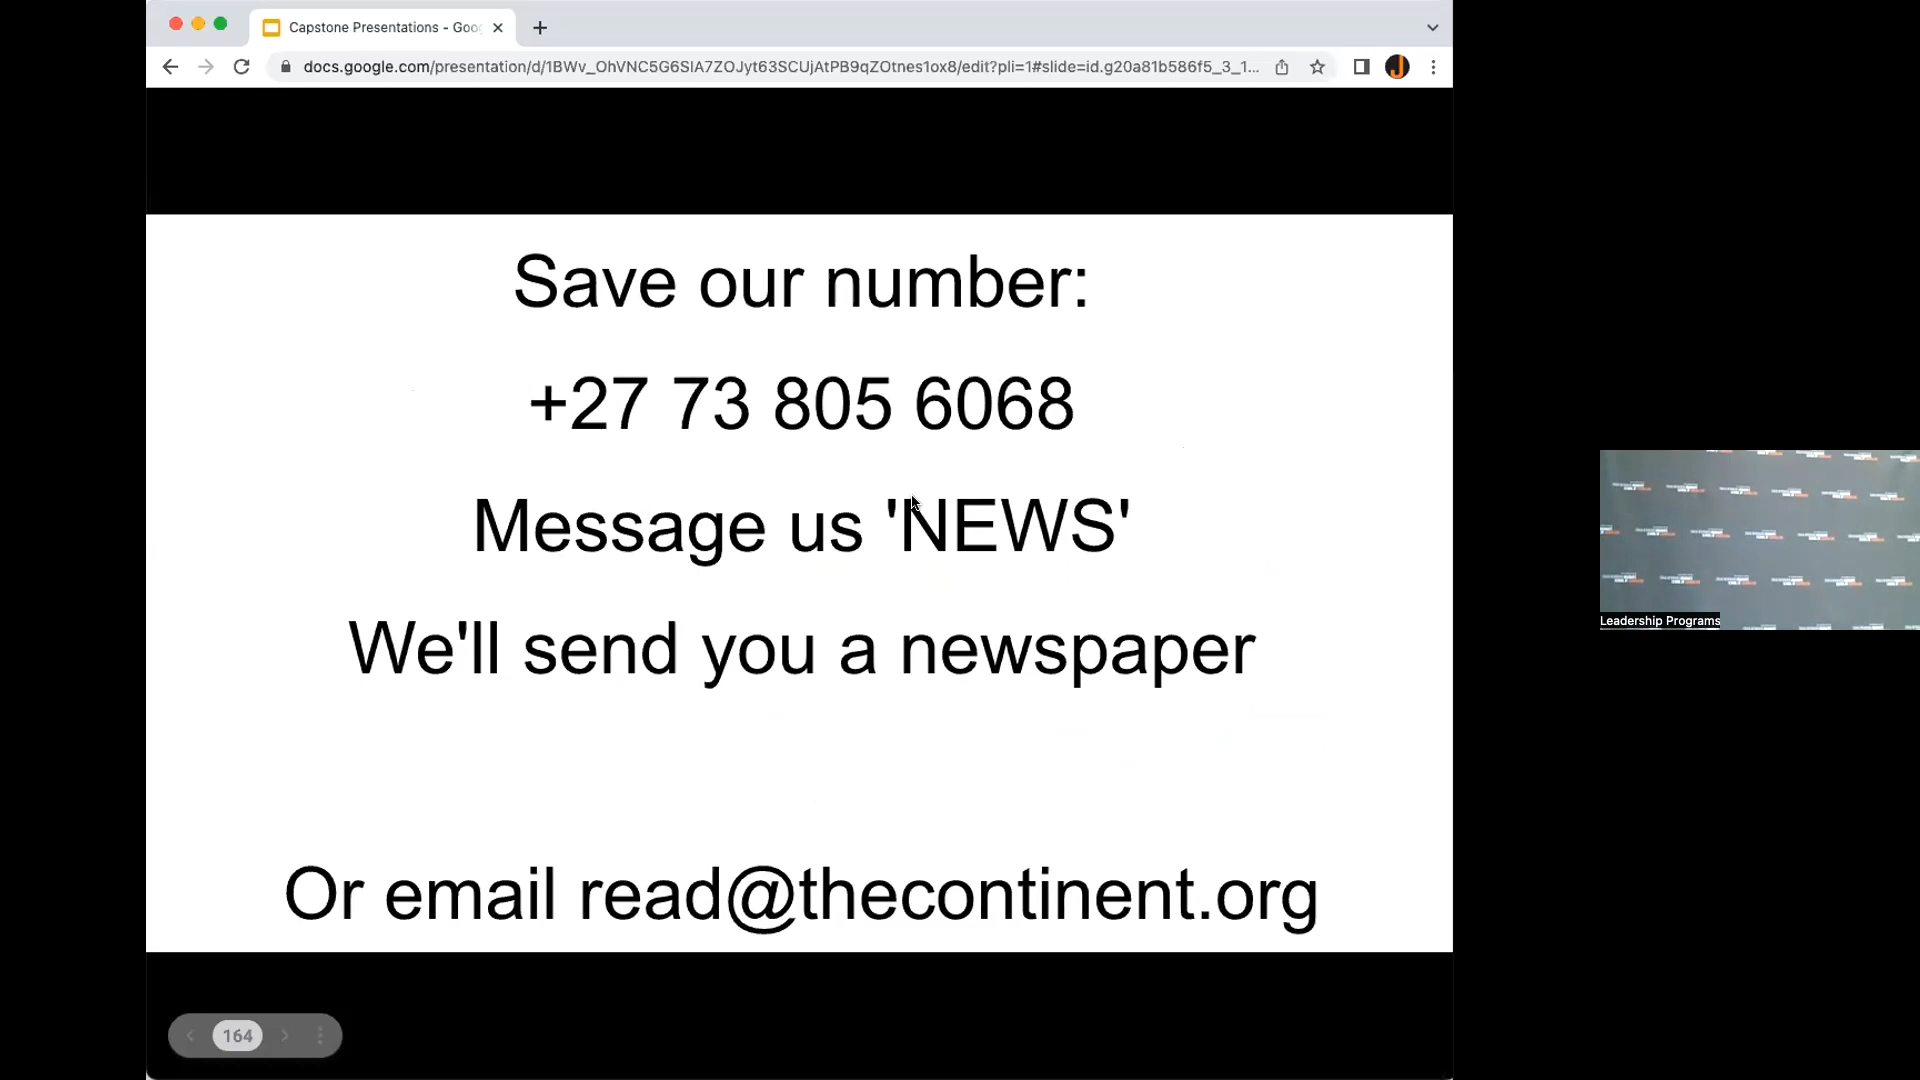 Capstone Presentations - Goo
docs.google.com/presentation/d/1BWv_OhVNC5G6SlA7ZOJyt63SCUjAtPB9qZOtnes1ox8/edit?pli=1#slide=id.g20a81b586f5_3_1...
Save our number:
+27 73 805 6068
Message us 'NEWS'
We'll send you a newspaper
Or email read@thecontinent.org
Leadership Programs
164